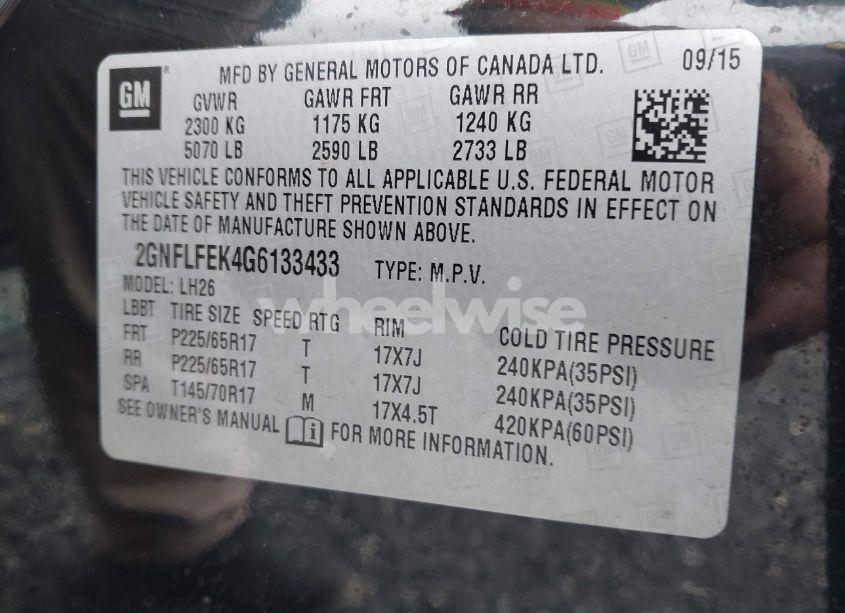 GM
MFD BY GENERAL MOTORS OF CANADA LTD. 09/15
GVWR GAWR FRT GAWR RR
2300 KG 1175 KG 1240 KG
5070 LB 2590 LB 2733 LB
THIS VEHICLE CONFORMS TO ALL APPLICABLE U.S. FEDERAL MOTOR
VEHICLE SAFETY AND THEFT PREVENTION STANDARDS IN EFFECT ON
THE DATE OF MANUFACTURE SHOWN ABOVE.
2GNFLFEK4G6133433 TYPE: M.P.V.
MODEL: LH26
LBBT TIRE SIZE SPEED RTG RIM COLD TIRE PRESSURE
FRT P225/65R17 T 17X7J 240KPA(35PSI)
RR P225/65R17 T 17X7J 240KPA(35PSI)
SPA T145/70R17 M 17X4.5T 420KPA(60PSI)
SEE OWNER'S MANUAL i FOR MORE INFORMATION.
wheelwise